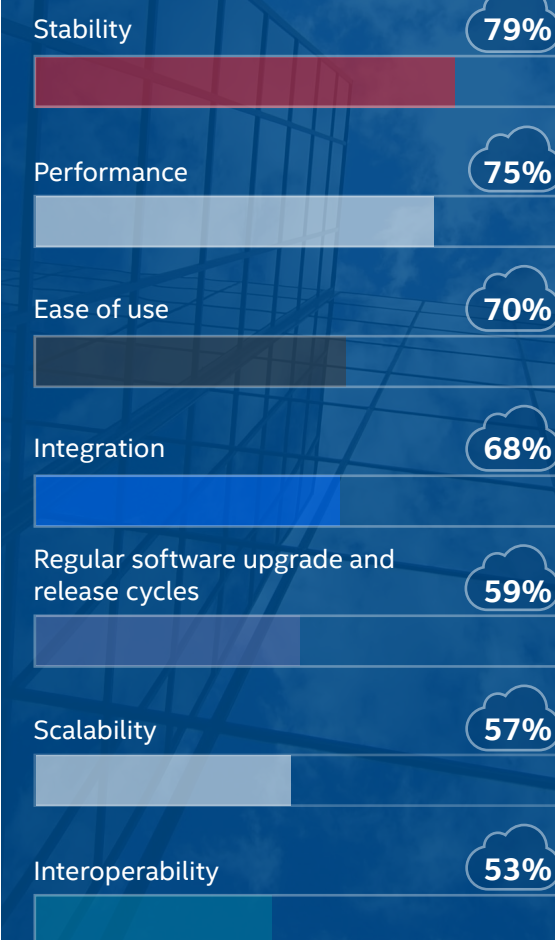 Stability
79%
Performance
75%
Ease of use
70%
Integration
68%
Regular software upgrade and
release cycles
59%
Scalability
57%
Interoperability
53%